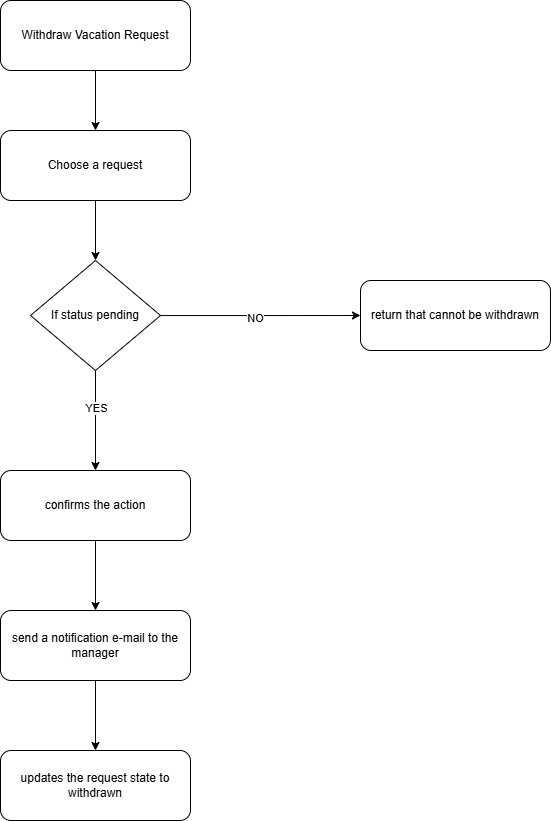 Withdraw Vacation Request
Choose a request
If status pending
NO
return that cannot be withdrawn
YES
confirms the action
send a notification e-mail to the
manager
updates the request state to
withdrawn